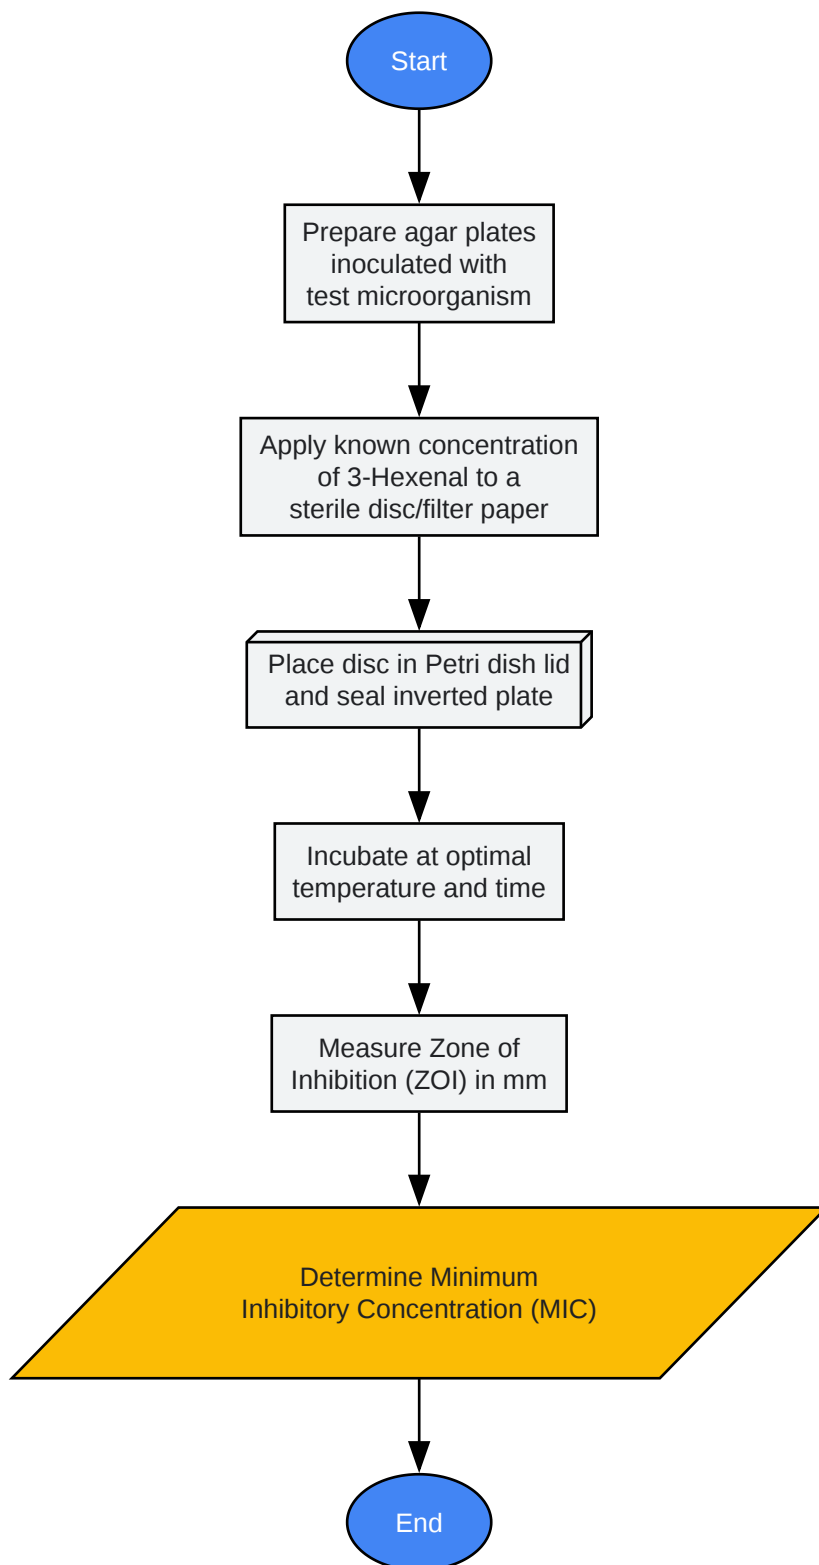 Start
Prepare agar plates
inoculated with
test microorganism
Apply known concentration
of 3-Hexenal to a
sterile disc/filter paper
Place disc in Petri dish lid
and seal inverted plate
Incubate at optimal
temperature and time
Measure Zone of
Inhibition (ZOI) in mm
Determine Minimum
Inhibitory Concentration (MIC)
End